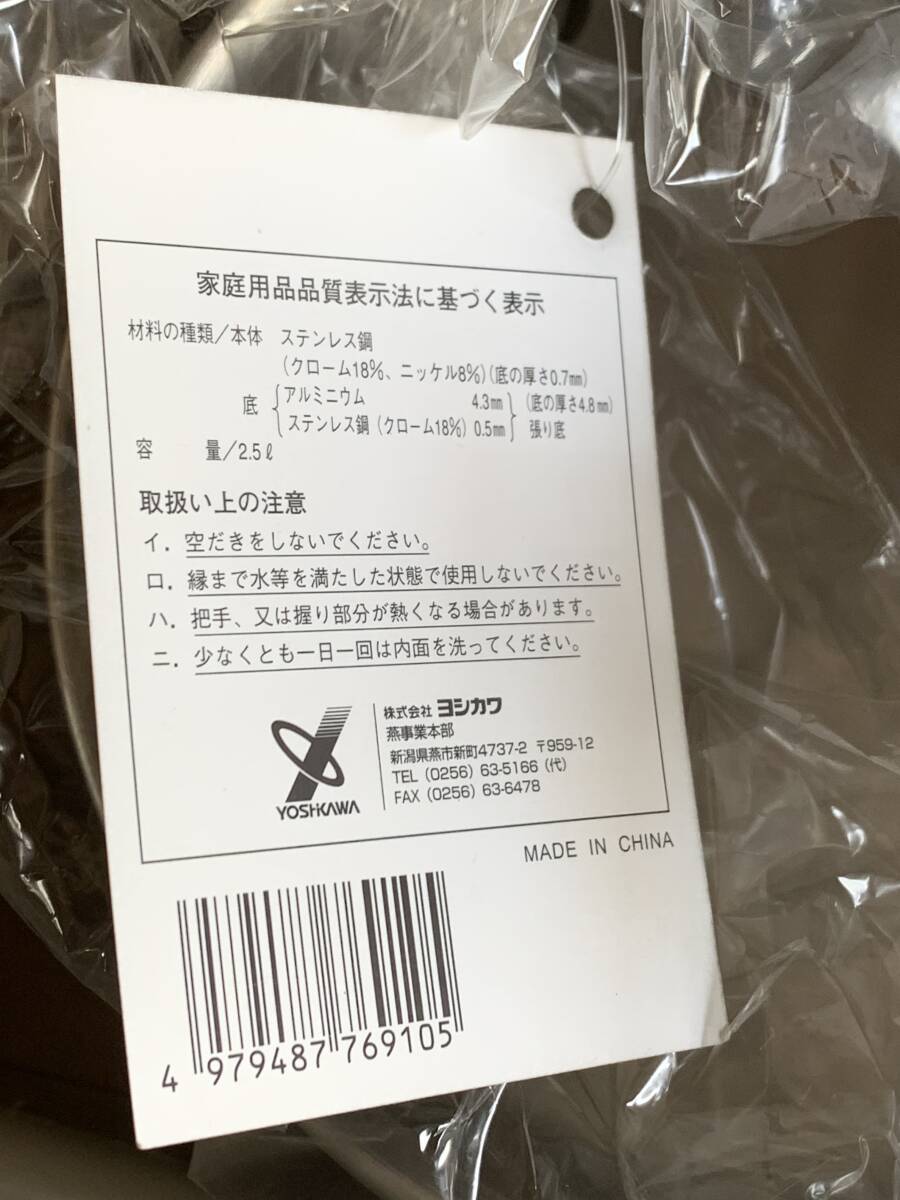 家庭用品品質表示法に基づく表示
材料の種類／本体 ステンレス鋼
(クローム18%、ニッケル8%)(底の厚さ0.7㎜)
底 アルミニウム 4.3㎜ (底の厚さ4.8㎜)
ステンレス鋼(クローム18%) 0.5㎜ 張り底
容 量／2.5ℓ
取扱い上の注意
イ. 空だきをしないでください。
ロ. 縁まで水等を満たした状態で使用しないでください。
ハ. 把手、又は握り部分が熱くなる場合があります。
ニ. 少なくとも一日一回は内面を洗ってください。
株式会社 ヨシカワ
燕事業本部
新潟県燕市新町4737-2 〒959-12
TEL (0256) 63-5166 (代)
FAX (0256) 63-6478
YOSHIKAWA
MADE IN CHINA
4 979487 769105